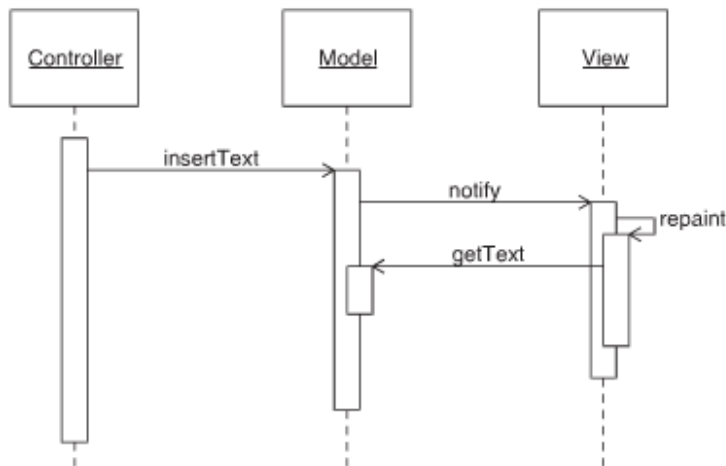 Controller
Model
View
insertText
notify
repaint
getText